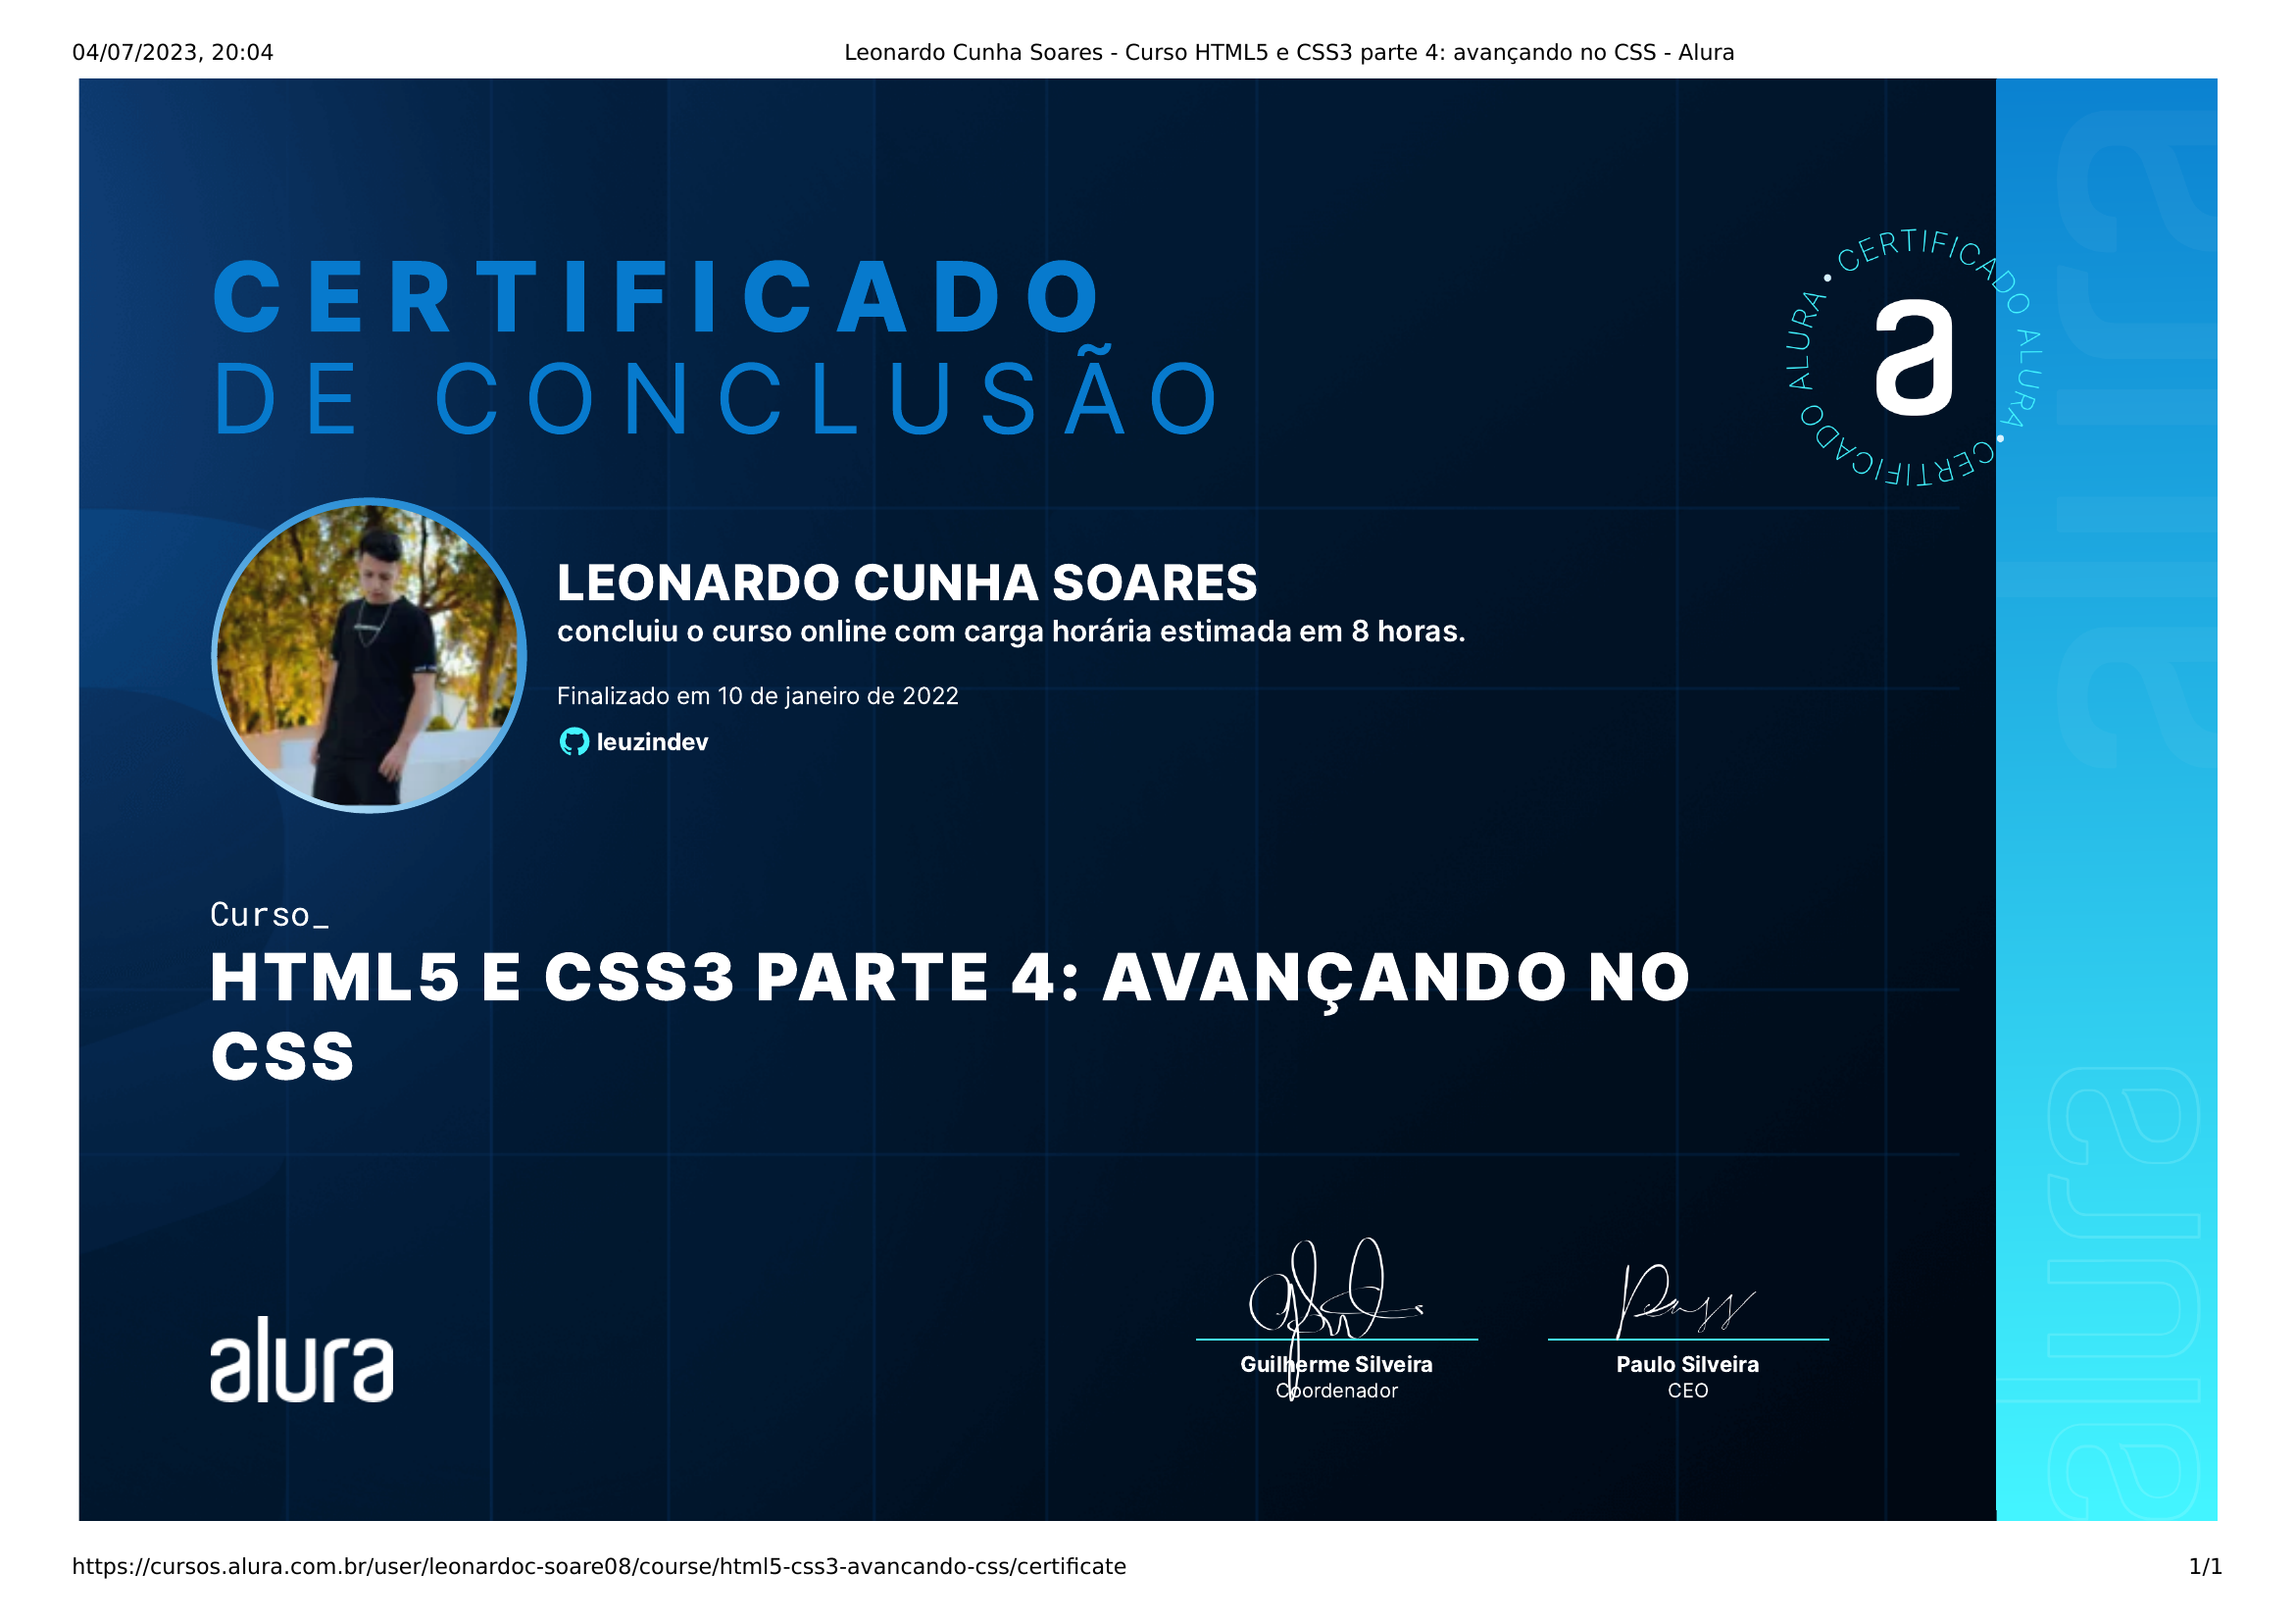 04/07/2023, 20:04
Leonardo Cunha Soares - Curso HTML5 e CSS3 parte 4: avançando no CSS - Alura
CERTIFICADO
DE CONCLUSÃO
CERTIFICADO ALURA • CERTIFICADO ALURA •
a
LEONARDO CUNHA SOARES
concluiu o curso online com carga horária estimada em 8 horas.
Finalizado em 10 de janeiro de 2022
leuzindev
Curso_
HTML5 E CSS3 PARTE 4: AVANÇANDO NO
CSS
alura
Guilherme Silveira
Coordenador
Paulo Silveira
CEO
alura
alura
https://cursos.alura.com.br/user/leonardoc-soare08/course/html5-css3-avancando-css/certificate
1/1